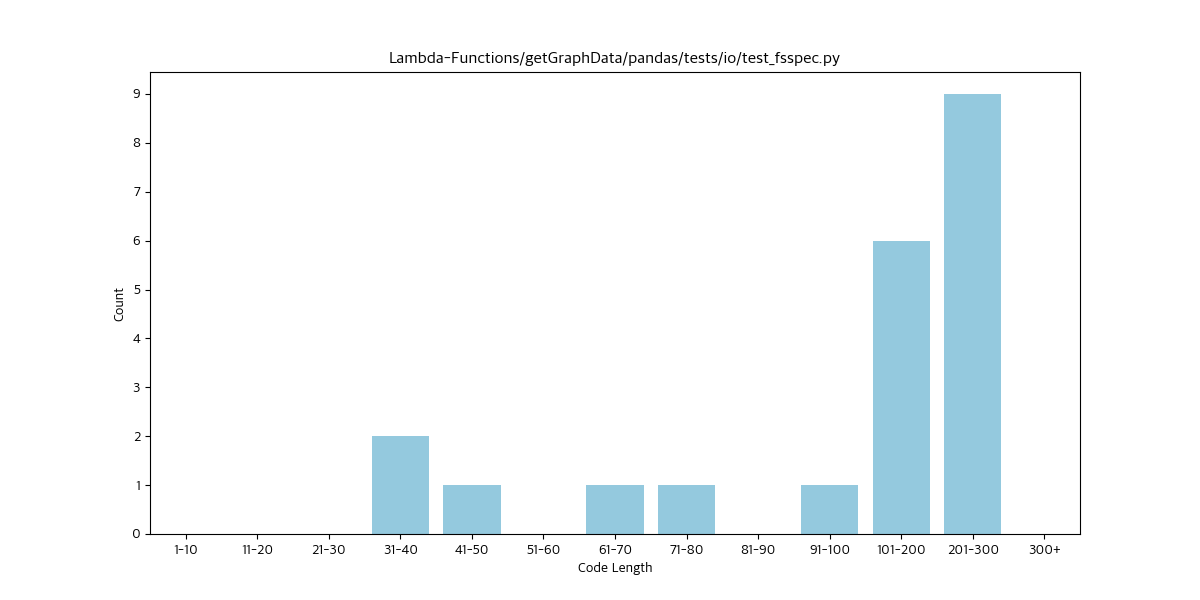 Lambda-Functions/getGraphData/pandas/tests/io/test_fsspec.py
9
8
7
6
5
4
3
2
1
0
Count
1-10 11-20 21-30 31-40 41-50 51-60 61-70 71-80 81-90 91-100 101-200 201-300 300+
Code Length